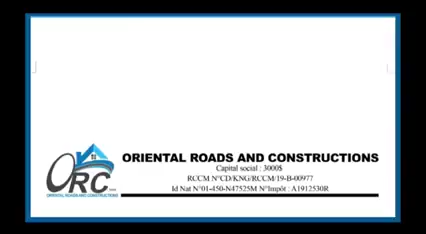 ORIENTAL ROADS AND CONSTRUCTIONS
Capital social : 3000$
RCCM N°CD/KNG/RCCM/19-B-00977
Id Nat N°01-450-N47525M N°Impôt : A1912530R
ORC
ORIENTAL ROADS AND CONSTRUCTIONS